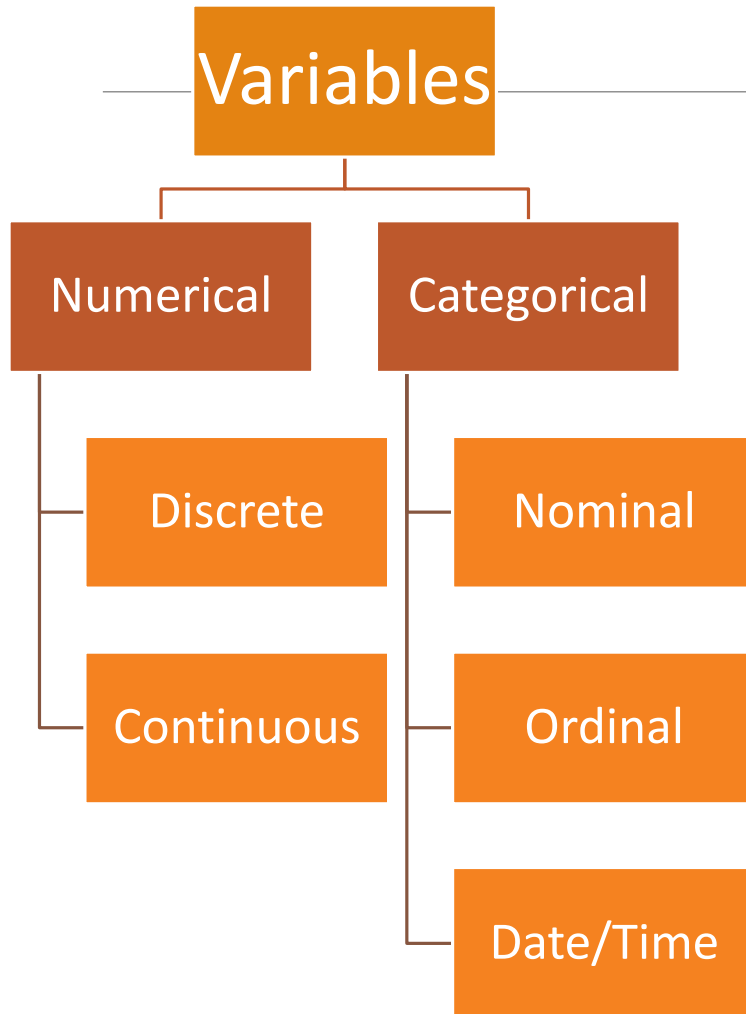 Variables
Numerical
Categorical
Discrete
Nominal
Continuous
Ordinal
Date/Time